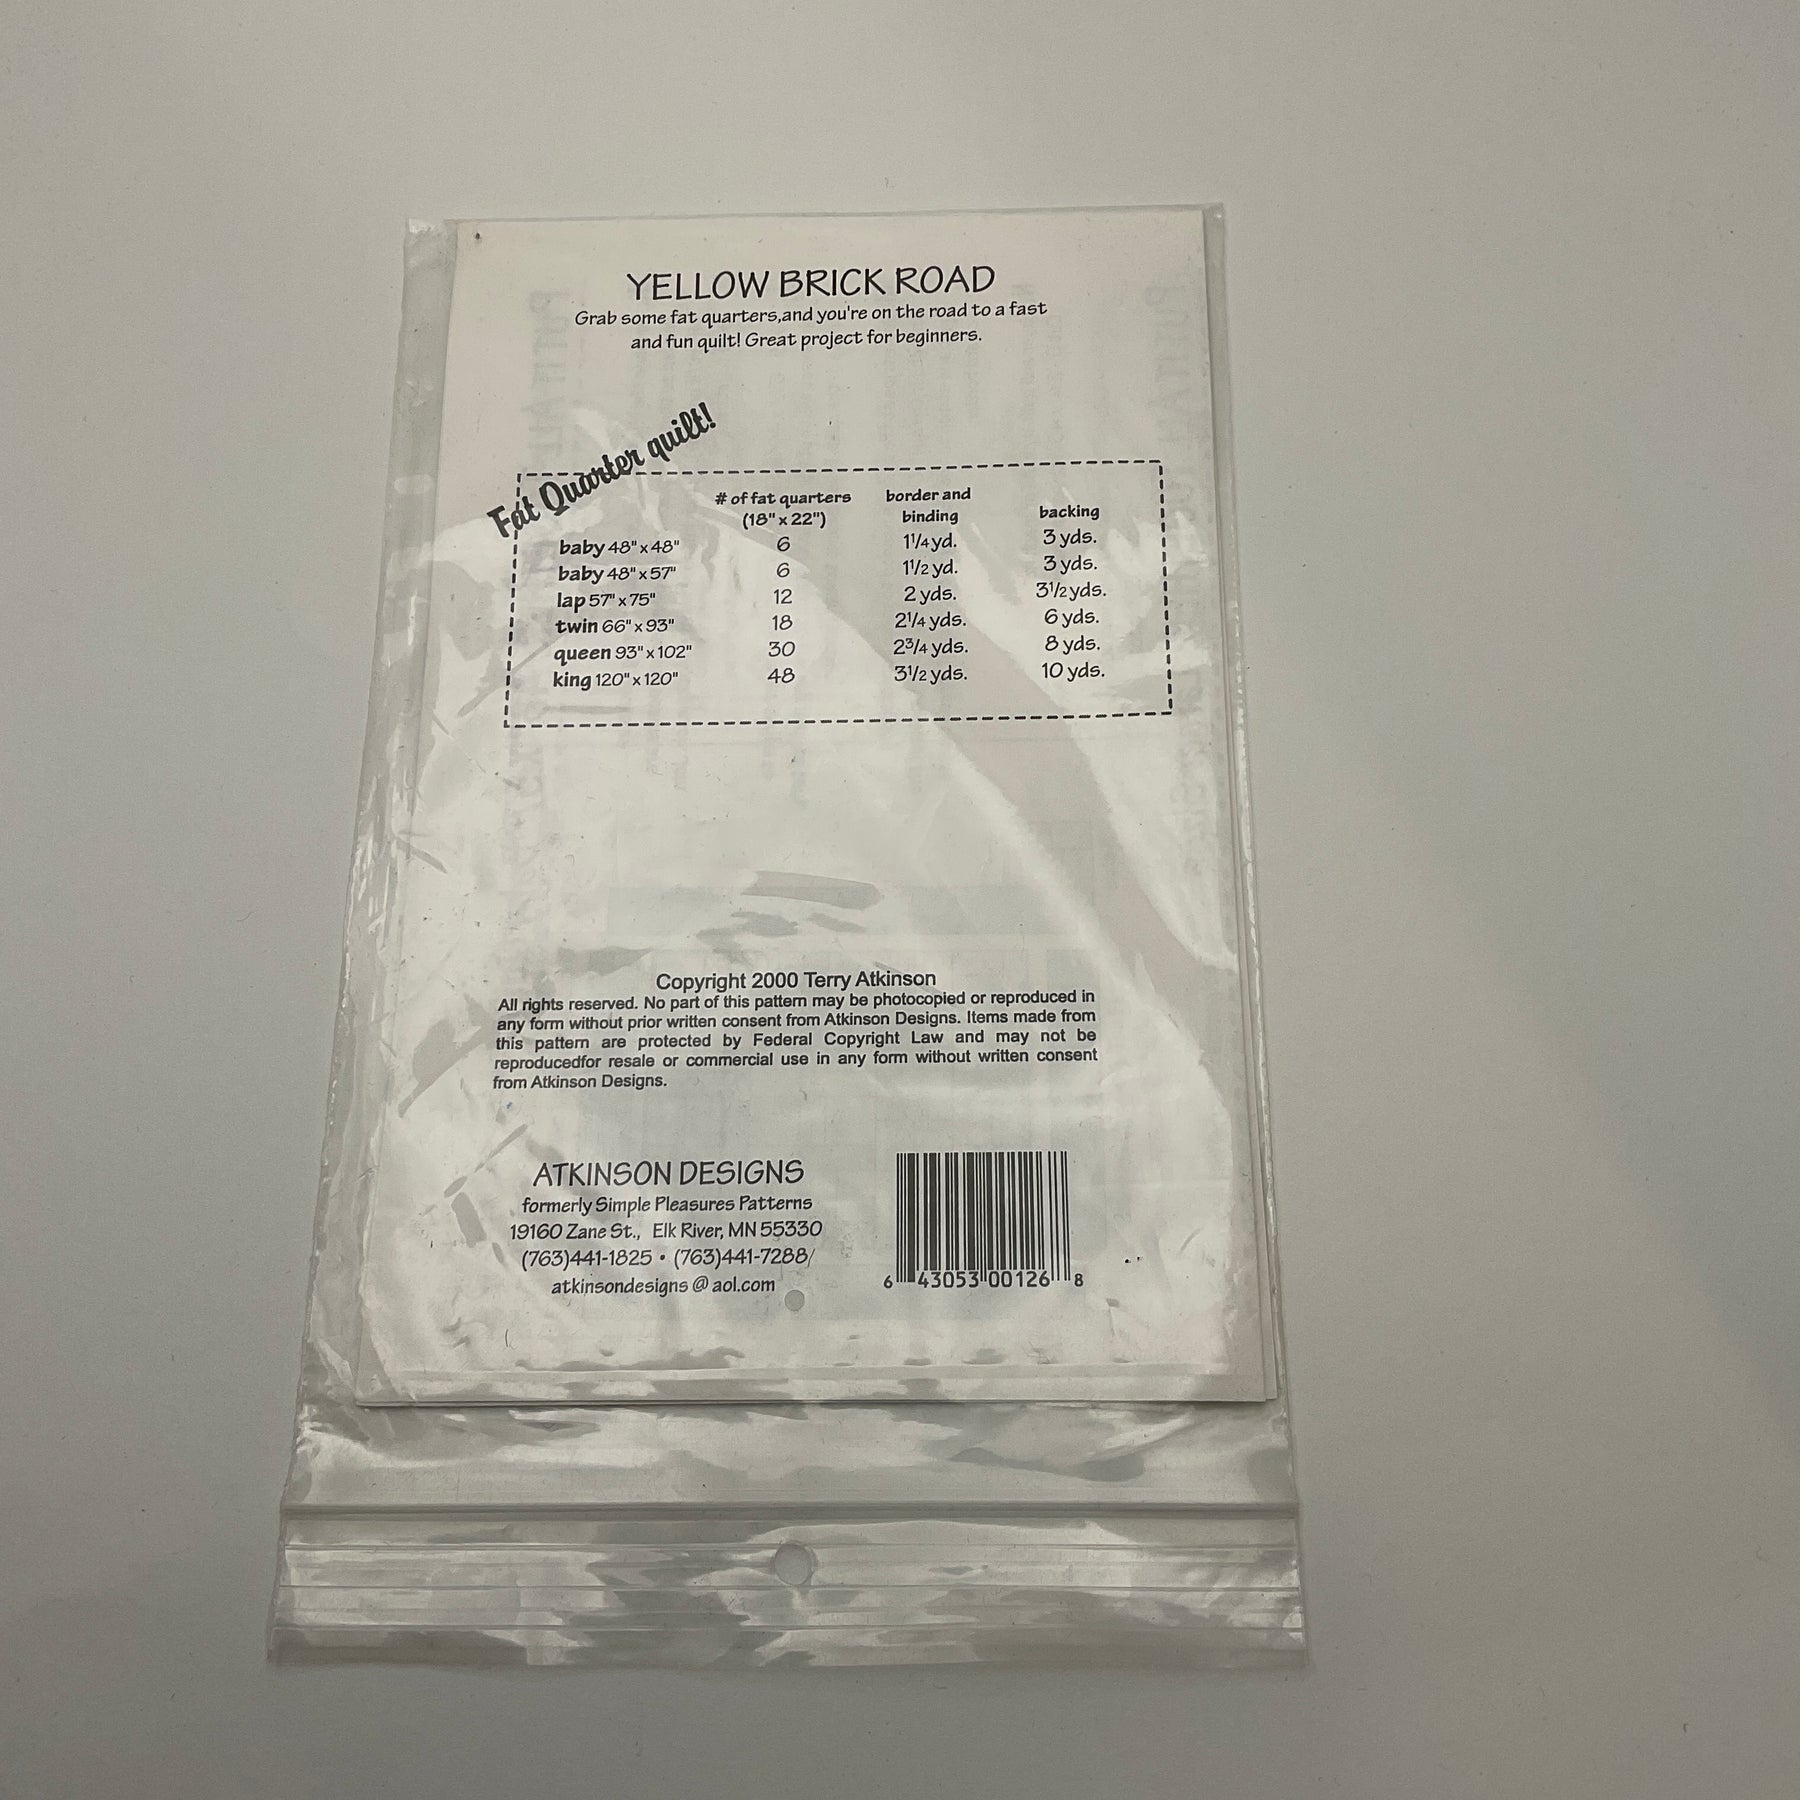 YELLOW BRICK ROAD
Grab some fat quarters,and you're on the road to a fast
and fun quilt! Great project for beginners.
Fat Quarter quilt!
# of fat quarters border and
(18" x 22") binding backing
baby 48" x 48" 6 1 1/4 yd. 3 yds.
baby 48" x 57" 6 1 1/2 yd. 3 yds.
lap 57" x 75" 12 2 yds. 3 1/2 yds.
twin 66" x 93" 18 2 1/4 yds. 6 yds.
queen 93" x 102" 30 2 3/4 yds. 8 yds.
king 120" x 120" 48 3 1/2 yds. 10 yds.
Copyright 2000 Terry Atkinson
All rights reserved. No part of this pattern may be photocopied or reproduced in
any form without prior written consent from Atkinson Designs. Items made from
this pattern are protected by Federal Copyright Law and may not be
reproducedfor resale or commercial use in any form without written consent
from Atkinson Designs.
ATKINSON DESIGNS
formerly Simple Pleasures Patterns
19160 Zane St., Elk River, MN 55330
(763)441-1825 • (763)441-7288/
atkinsondesigns @ aol.com
6 43053 00126 8